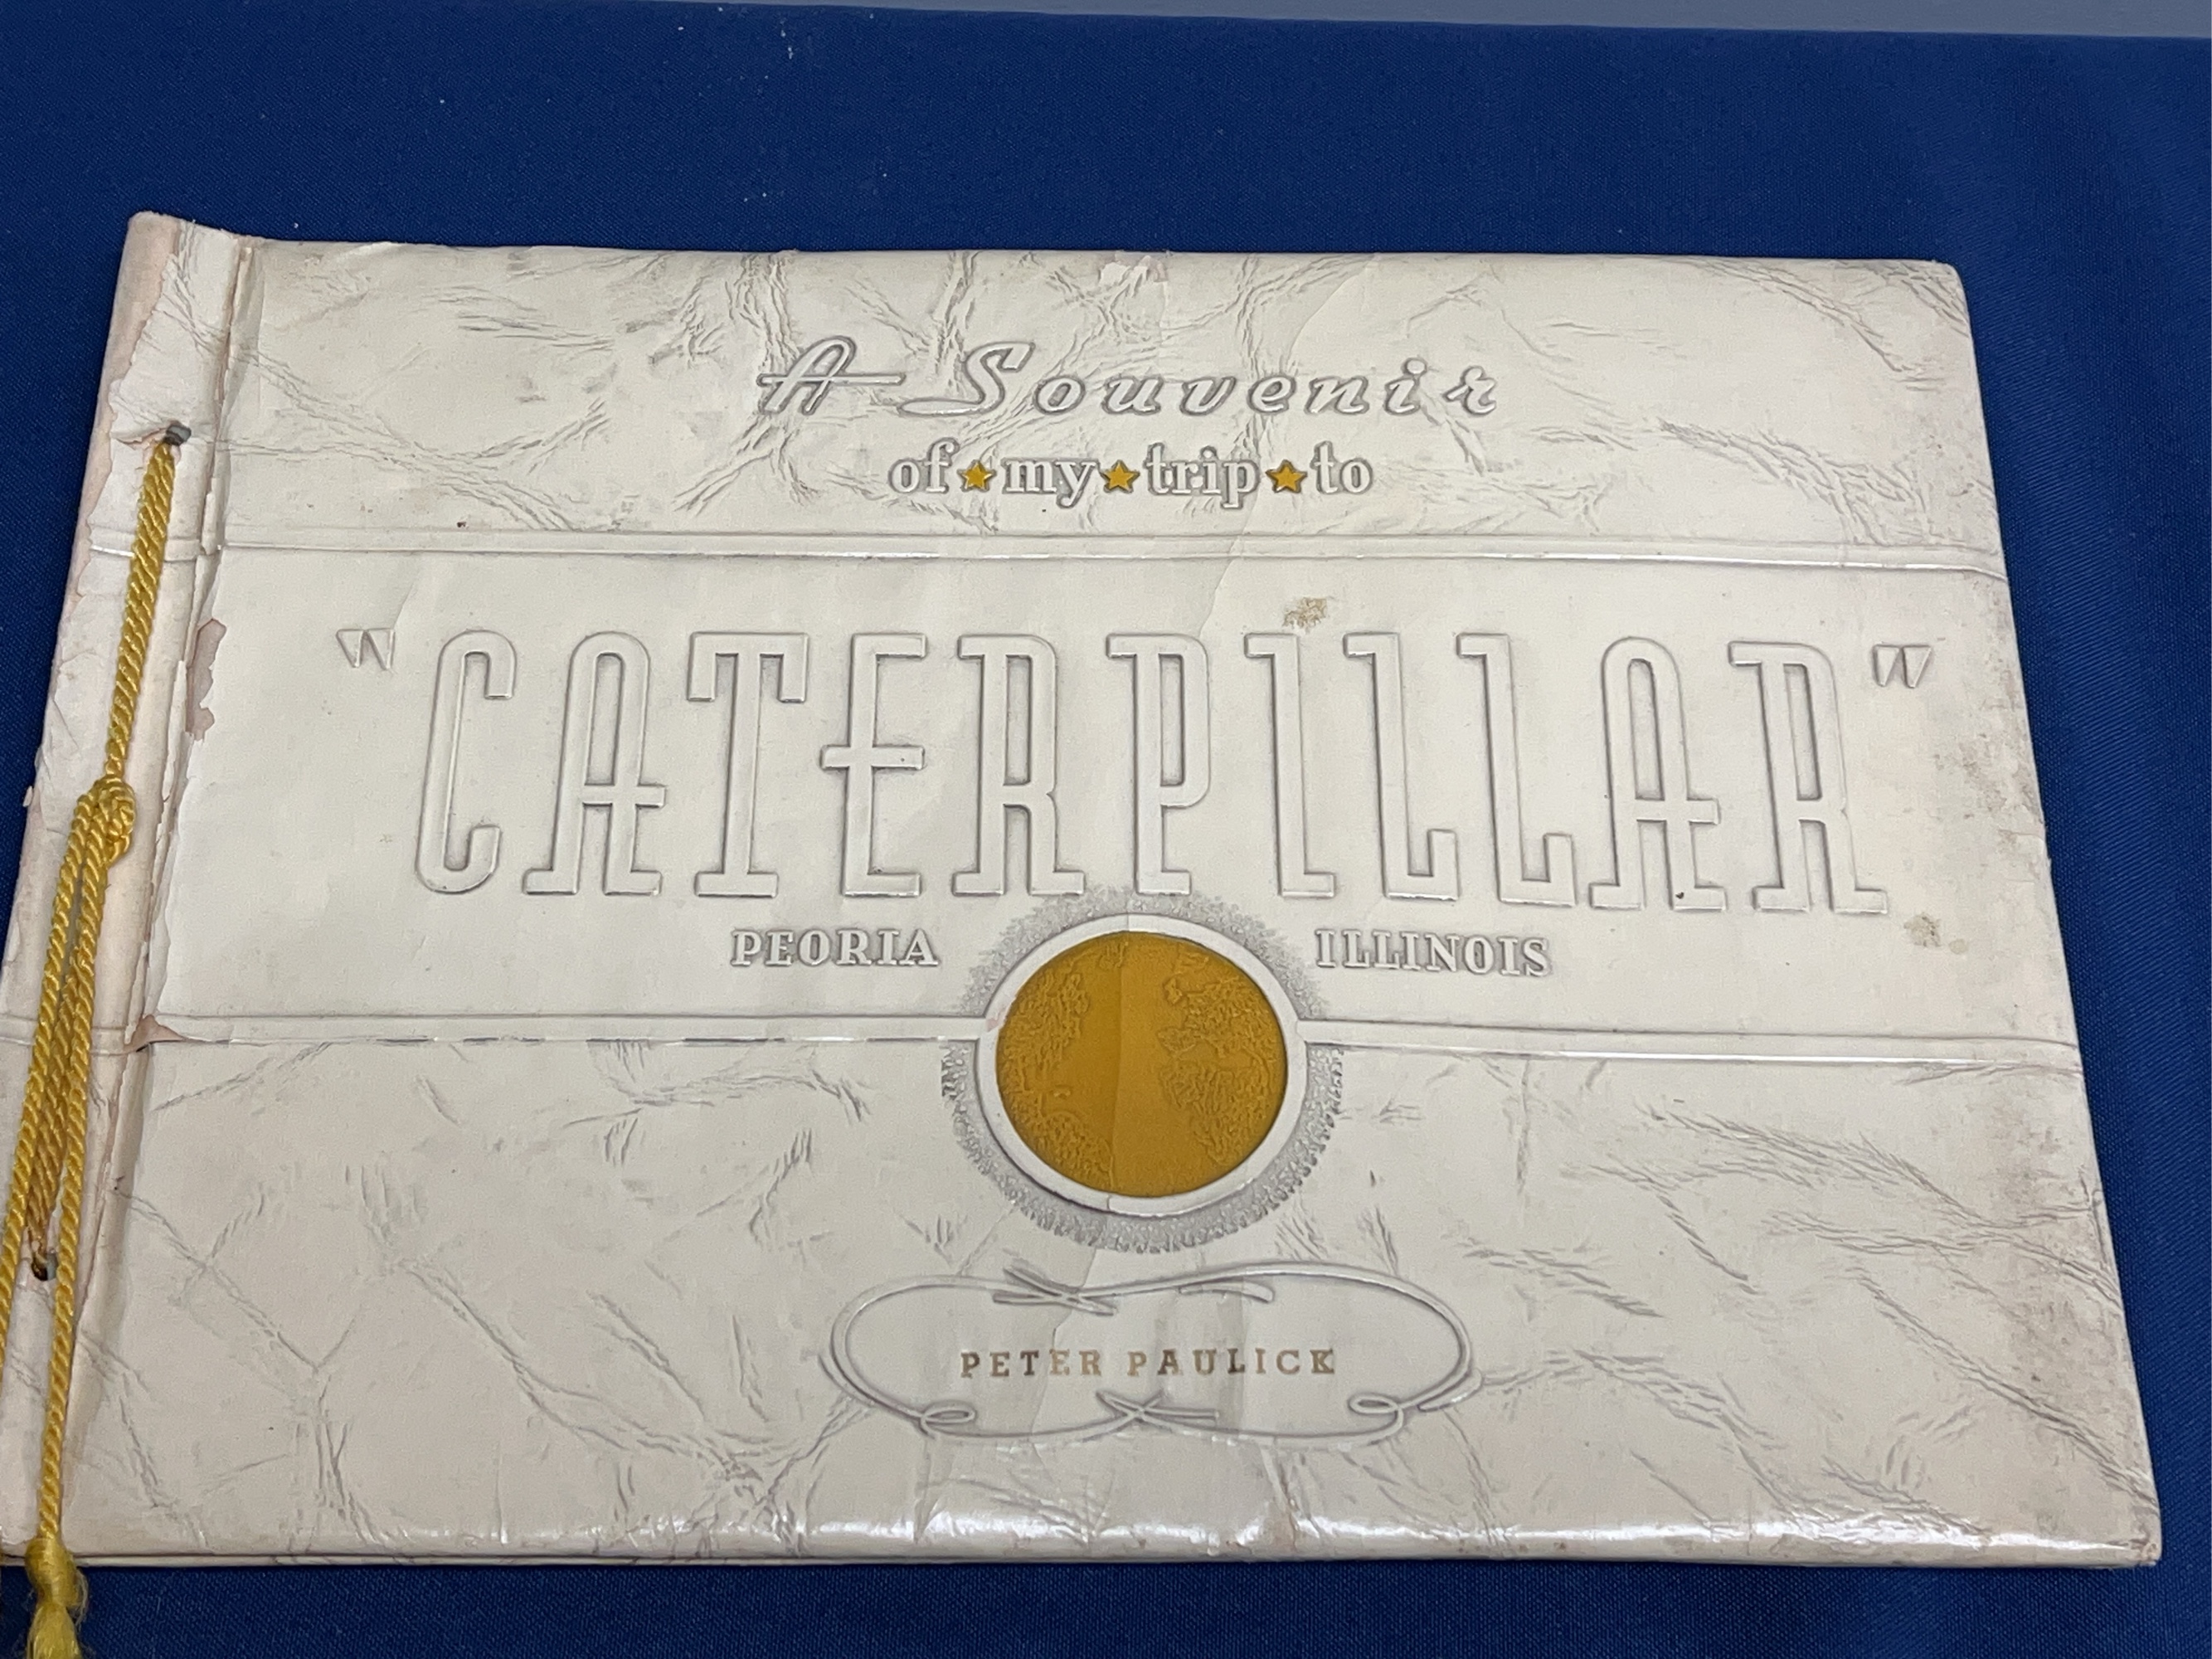 A Souvenir
of★my★trip★to
"CATERPILLAR"
PEORIA ILLINOIS
PETER PAULICK